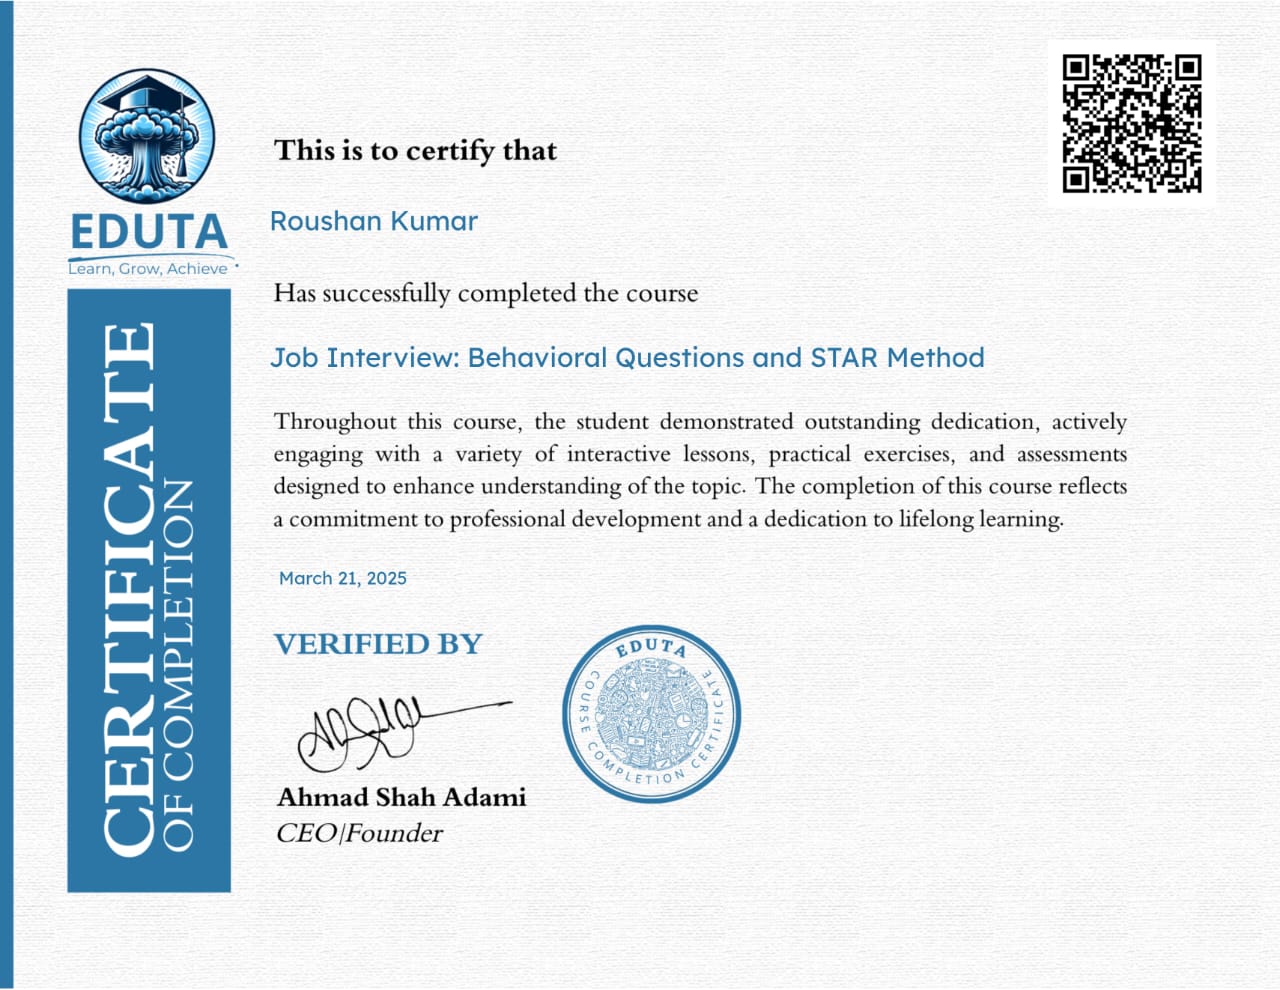 EDUTA
Learn, Grow, Achieve
CERTIFICATE
OF COMPLETION
This is to certify that
Roushan Kumar
Has successfully completed the course
Job Interview: Behavioral Questions and STAR Method
Throughout this course, the student demonstrated outstanding dedication, actively
engaging with a variety of interactive lessons, practical exercises, and assessments
designed to enhance understanding of the topic. The completion of this course reflects
a commitment to professional development and a dedication to lifelong learning.
March 21, 2025
VERIFIED BY
Ahmad Shah Adami
CEO|Founder
EDUTA
COURSE COMPLETION CERTIFICATE